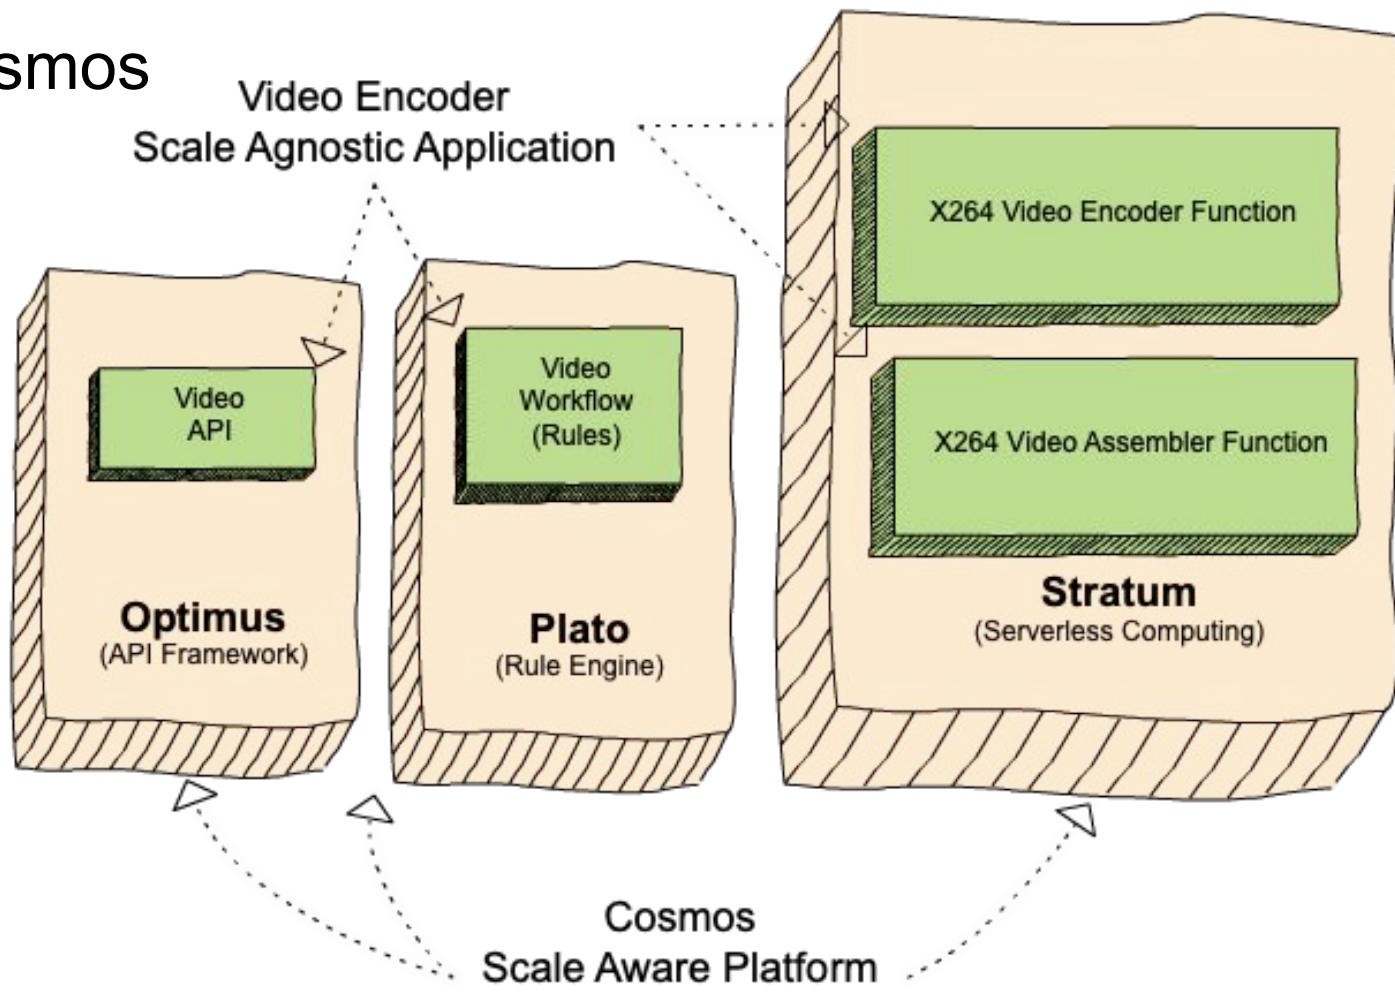 smos
Video Encoder
Scale Agnostic Application
X264 Video Encoder Function
Video
API
Video
Workflow
(Rules)
X264 Video Assembler Function
Optimus
(API Framework)
Plato
(Rule Engine)
Stratum
(Serverless Computing)
Cosmos
Scale Aware Platform